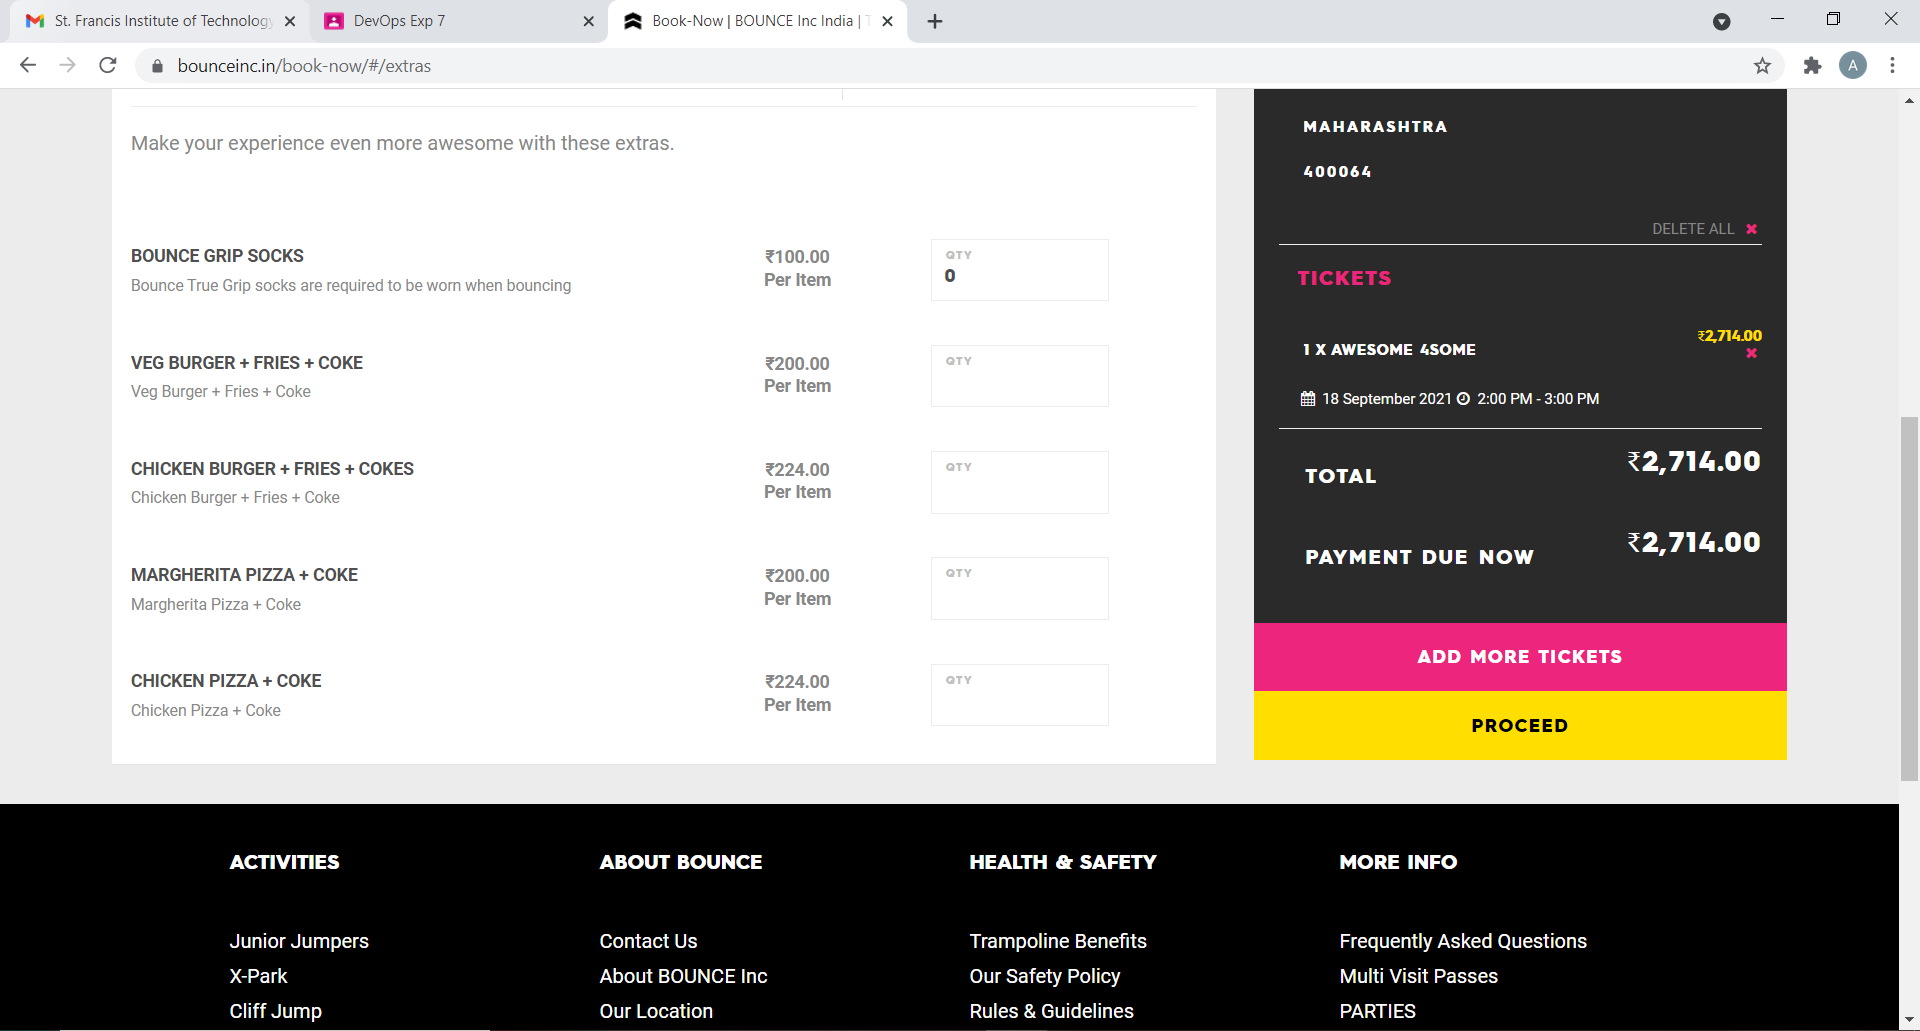 St. Francis Institute of Technology
DevOps Exp 7
Book-Now | BOUNCE Inc India |
bounceinc.in/book-now/#/extras
A
Make your experience even more awesome with these extras.
BOUNCE GRIP SOCKS
Bounce True Grip socks are required to be worn when bouncing
₹100.00
Per Item
QTY
0
VEG BURGER + FRIES + COKE
Veg Burger + Fries + Coke
₹200.00
Per Item
QTY
CHICKEN BURGER + FRIES + COKES
Chicken Burger + Fries + Coke
₹224.00
Per Item
QTY
MARGHERITA PIZZA + COKE
Margherita Pizza + Coke
₹200.00
Per Item
QTY
CHICKEN PIZZA + COKE
Chicken Pizza + Coke
₹224.00
Per Item
QTY
MAHARASHTRA
400064
DELETE ALL
TICKETS
1 X AWESOME 4SOME
₹2,714.00
18 September 2021 2:00 PM - 3:00 PM
TOTAL
₹2,714.00
PAYMENT DUE NOW
₹2,714.00
ADD MORE TICKETS
PROCEED
ACTIVITIES
Junior Jumpers
X-Park
Cliff Jump
ABOUT BOUNCE
Contact Us
About BOUNCE Inc
Our Location
HEALTH & SAFETY
Trampoline Benefits
Our Safety Policy
Rules & Guidelines
MORE INFO
Frequently Asked Questions
Multi Visit Passes
PARTIES